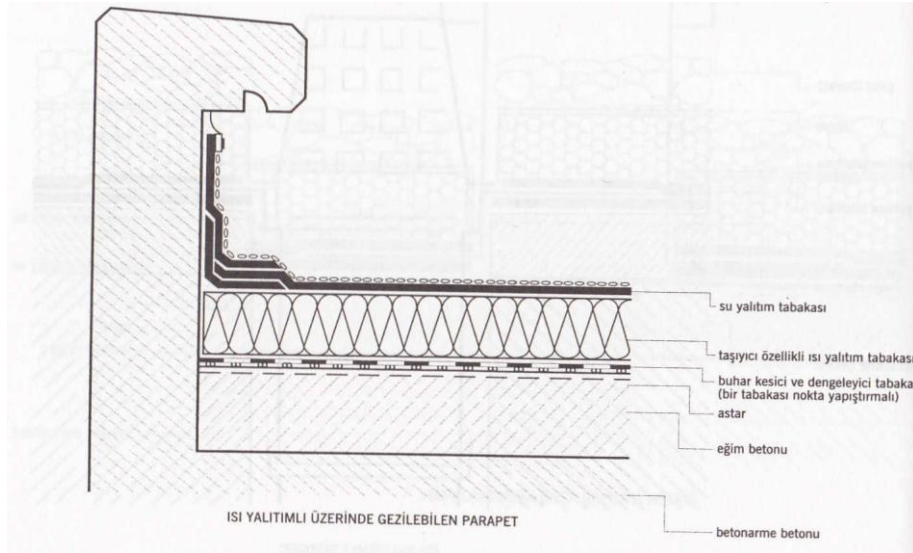 su yalıtım tabakası
taşıyıcı özellikli ısı yalıtım tabakası
buhar kesici ve dengeleyici tabaka
(bir tabakası nokta yapıştırmalı)
astar
eğim betonu
ISI YALITIMLI ÜZERİNDE GEZİLEBİLEN PARAPET
betonarme betonu